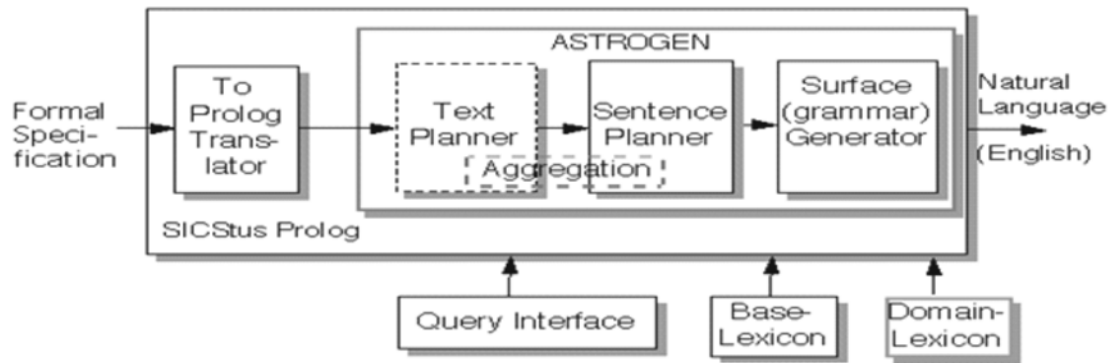 ASTROGEN
Formal
Speci-
fication
To
Prolog
Trans-
lator
Text
Planner
Sentence
Planner
Aggregation
Surface
(grammar)
Generator
Natural
Language
(English)
SICStus Prolog
Query Interface
Base-
Lexicon
Domain-
Lexicon